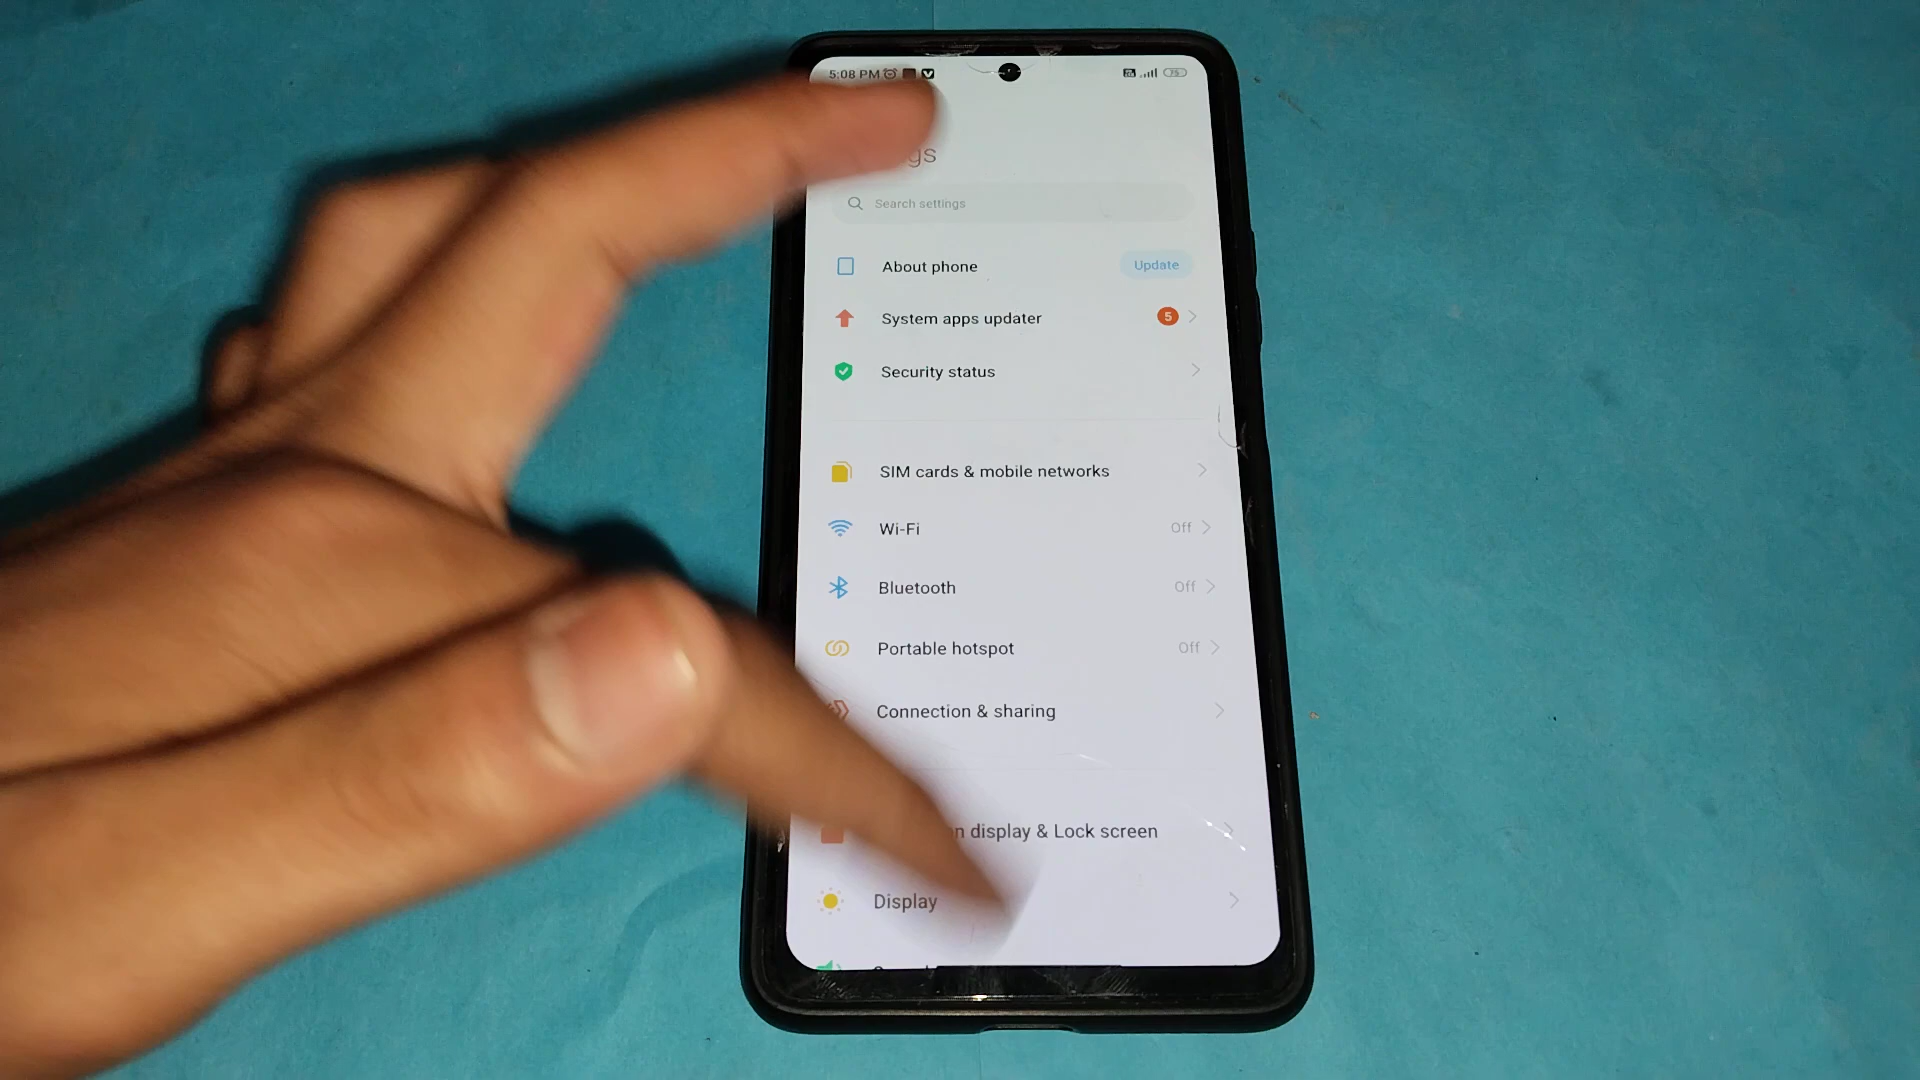 5:08 PM
Search settings
About phone
Update
System apps updater
5
Security status
SIM cards & mobile networks
Wi-Fi
Off
Bluetooth
Off
Portable hotspot
Off
Connection & sharing
display & Lock screen
Display